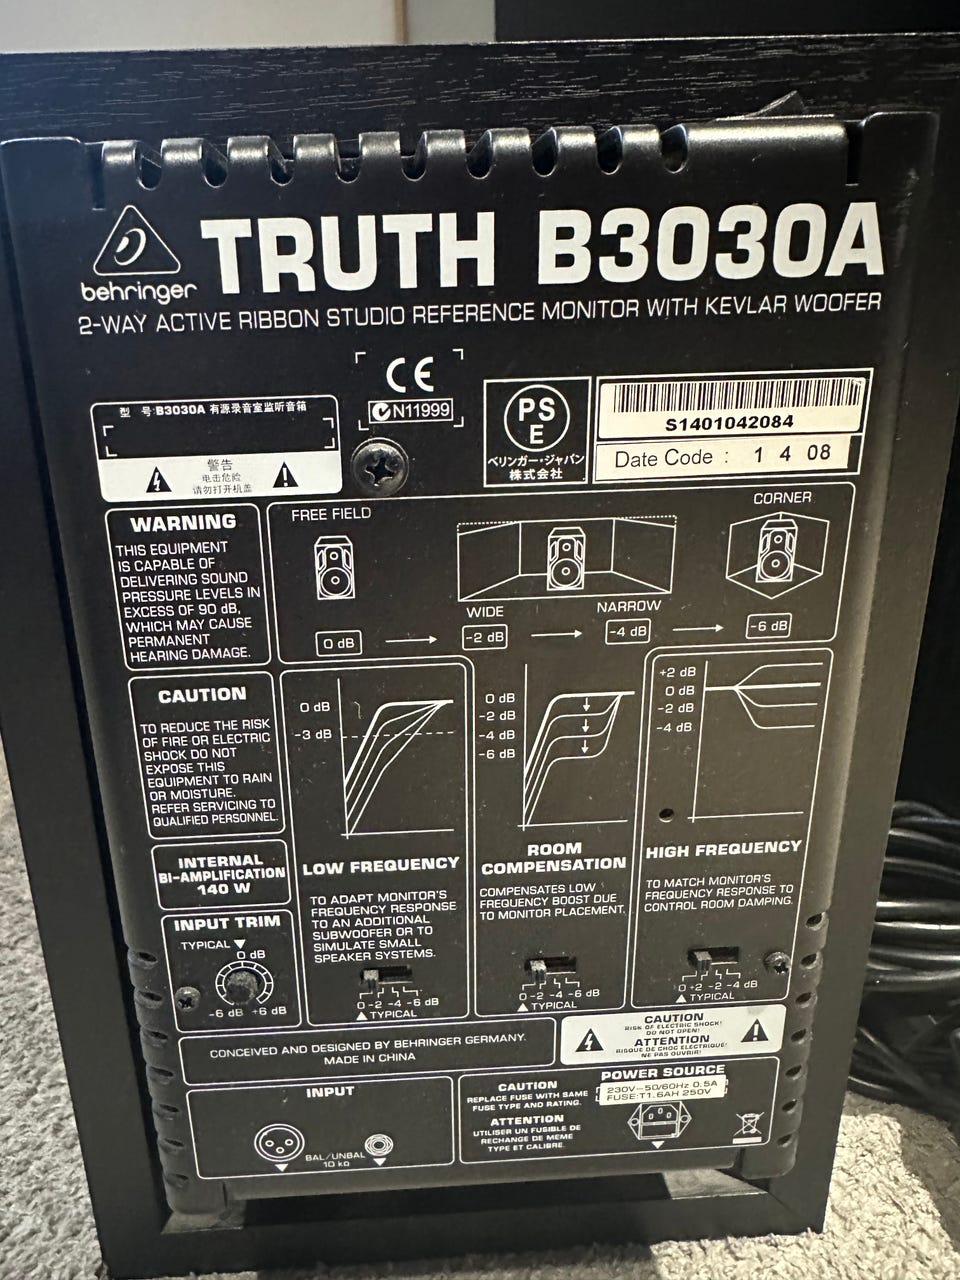 behringer
TRUTH B3030A
2-WAY ACTIVE RIBBON STUDIO REFERENCE MONITOR WITH KEVLAR WOOFER
CE
N11999
型 号:B3030A 有源录音室监听音箱
警告
电击危险
请勿打开机盖
PS
E
ベリンガー・ジャパン
株式会社
S1401042084
Date Code : 1 4 08
WARNING
THIS EQUIPMENT
IS CAPABLE OF
DELIVERING SOUND
PRESSURE LEVELS IN
EXCESS OF 90 dB,
WHICH MAY CAUSE
PERMANENT
HEARING DAMAGE.
FREE FIELD
CORNER
WIDE
NARROW
0 dB
-2 dB
-4 dB
-6 dB
CAUTION
TO REDUCE THE RISK
OF FIRE OR ELECTRIC
SHOCK DO NOT
EXPOSE THIS
EQUIPMENT TO RAIN
OR MOISTURE.
REFER SERVICING TO
QUALIFIED PERSONNEL.
INTERNAL
BI-AMPLIFICATION
140 W
INPUT TRIM
TYPICAL
0 dB
-6 dB +6 dB
0 dB
-3 dB
LOW FREQUENCY
TO ADAPT MONITOR'S
FREQUENCY RESPONSE
TO AN ADDITIONAL
SUBWOOFER OR TO
SIMULATE SMALL
SPEAKER SYSTEMS.
0 -2 -4 -6 dB
TYPICAL
0 dB
-2 dB
-4 dB
-6 dB
ROOM
COMPENSATION
COMPENSATES LOW
FREQUENCY BOOST DUE
TO MONITOR PLACEMENT.
0 -2 -4 -6 dB
TYPICAL
+2 dB
0 dB
-2 dB
-4 dB
HIGH FREQUENCY
TO MATCH MONITOR'S
FREQUENCY RESPONSE TO
CONTROL ROOM DAMPING.
0 +2 -2 -4 dB
TYPICAL
CONCEIVED AND DESIGNED BY BEHRINGER GERMANY.
MADE IN CHINA
CAUTION
RISK OF ELECTRIC SHOCK!
DO NOT OPEN!
ATTENTION
RISQUE DE CHOC ELECTRIQUE!
NE PAS OUVRIR!
INPUT
BAL/UNBAL
10 kΩ
CAUTION
REPLACE FUSE WITH SAME
FUSE TYPE AND RATING.
ATTENTION
UTILISER UN FUSIBLE DE
RECHANGE DE MEME
TYPE ET CALIBRE.
POWER SOURCE
230V~50/60Hz 0.5A
FUSE:T1.6AH 250V